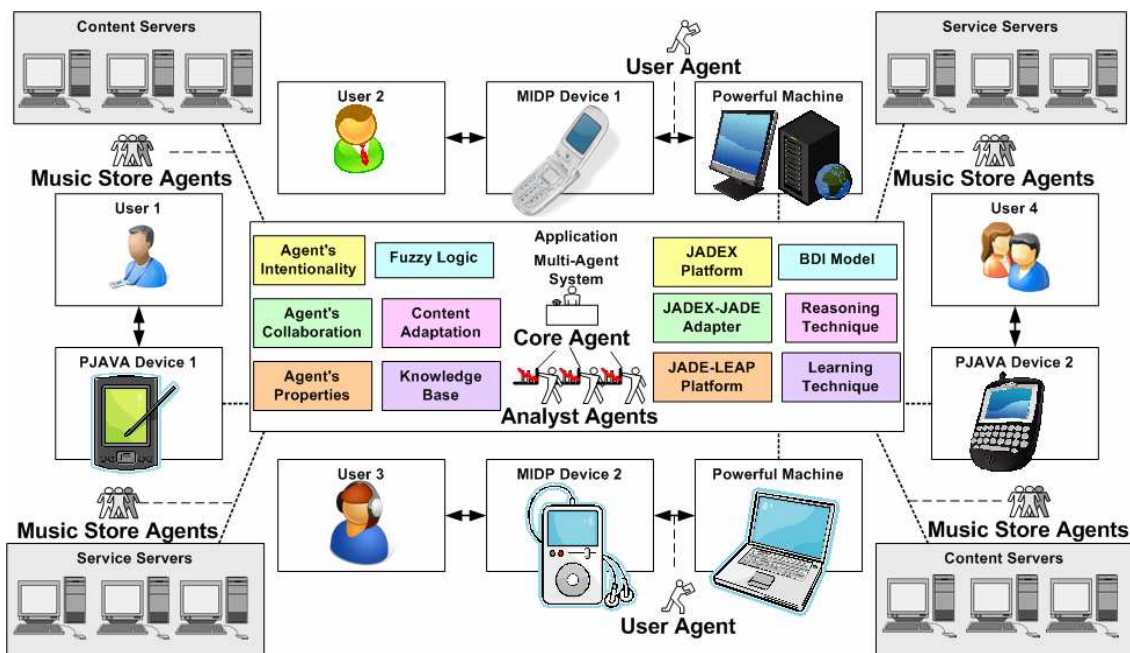 Content Servers
Service Servers
User Agent
User 2
MIDP Device 1
Powerful Machine
Music Store Agents
Music Store Agents
User 1
User 4
Agent's
Intentionality
Fuzzy Logic
Application
Multi-Agent
System
JADEX
Platform
BDI Model
Agent's
Collaboration
Content
Adaptation
Core Agent
JADEX-JADE
Adapter
Reasoning
Technique
PJAVA Device 1
PJAVA Device 2
Agent's
Properties
Knowledge
Base
Analyst Agents
JADE-LEAP
Platform
Learning
Technique
User 3
MIDP Device 2
Powerful Machine
Music Store Agents
Music Store Agents
Service Servers
Content Servers
User Agent